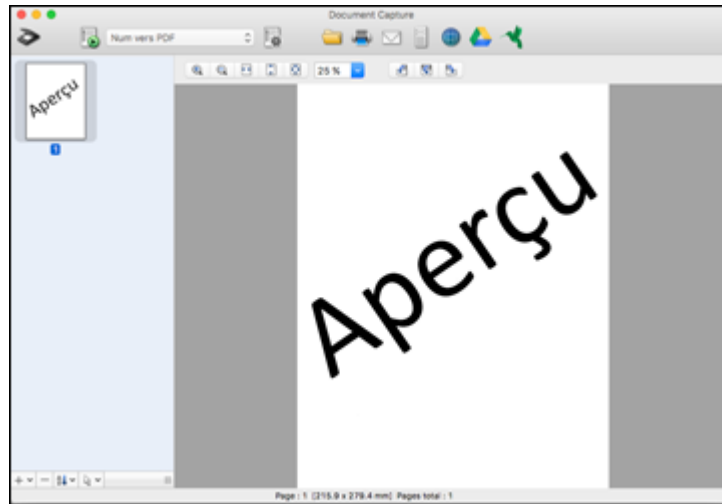 Document Capture
Num vers PDF
25 %
Aperçu
1
Aperçu
Page : 1 [215.9 x 279.4 mm] Pages total : 1